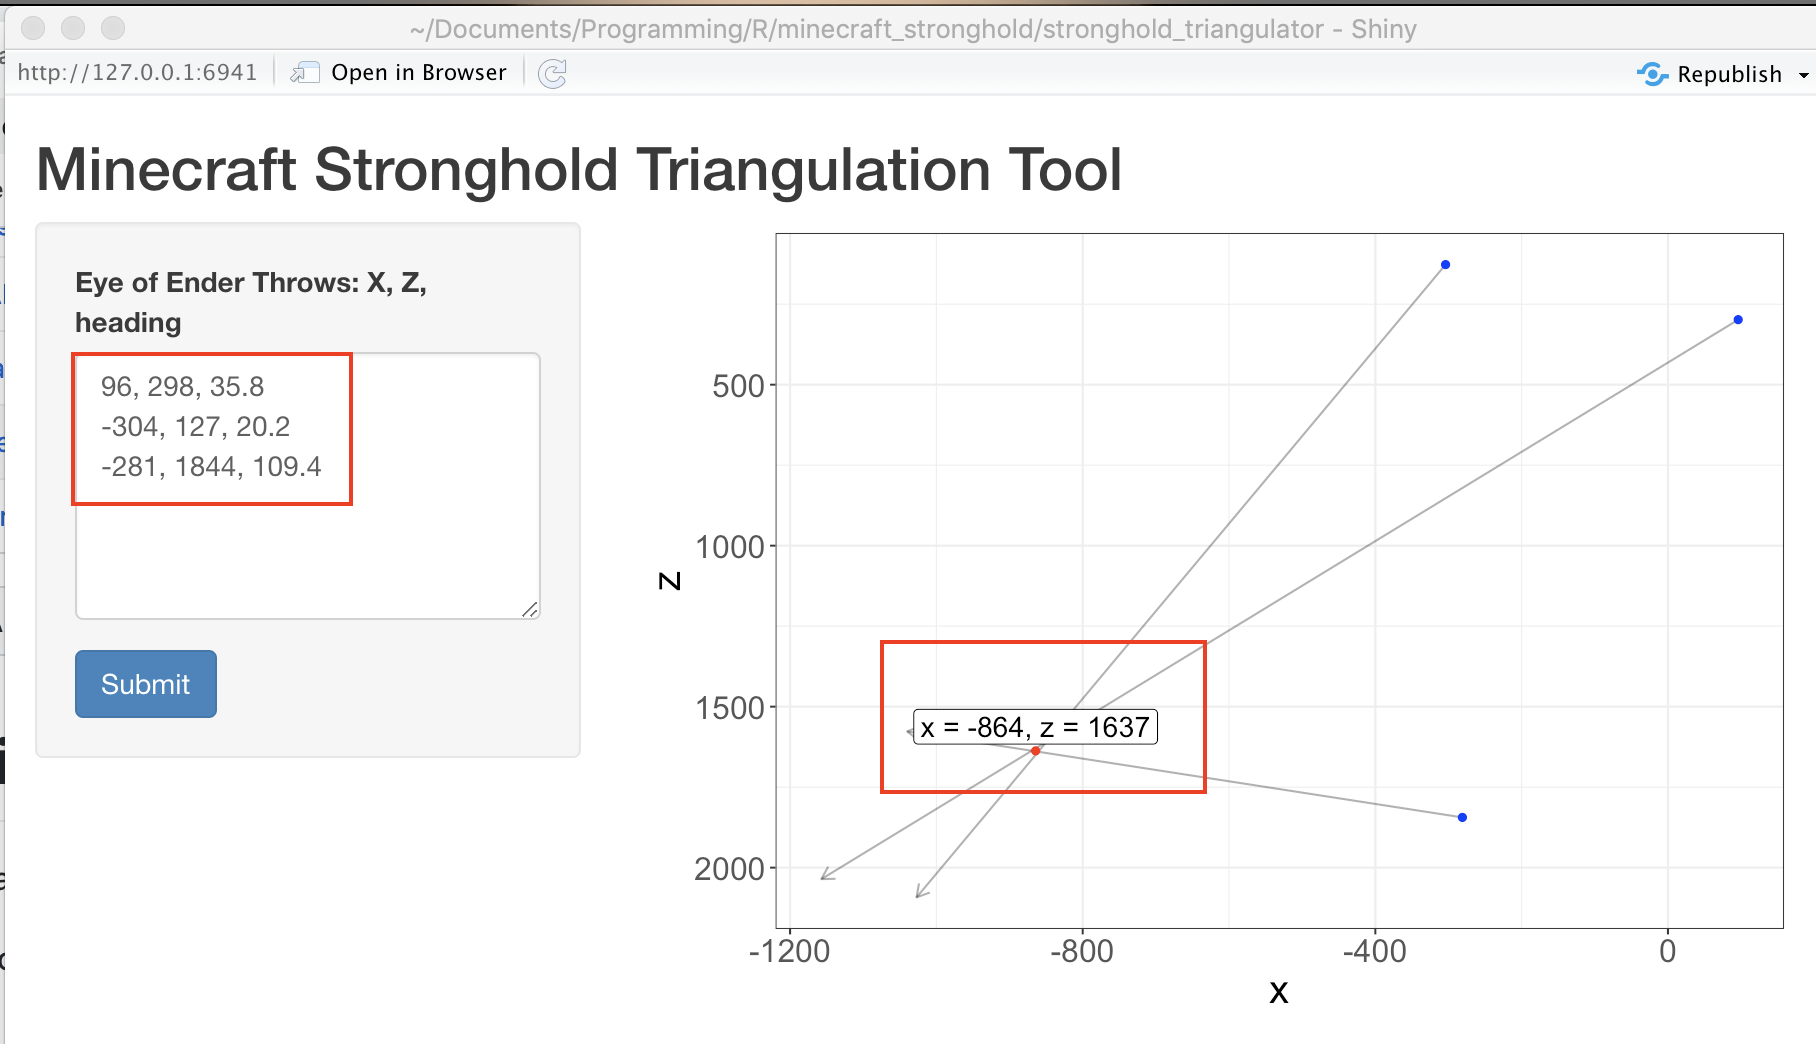 ~/Documents/Programming/R/minecraft_stronghold/stronghold_triangulator - Shiny
http://127.0.0.1:6941 Open in Browser Republish
Minecraft Stronghold Triangulation Tool
Eye of Ender Throws: X, Z,
heading
96, 298, 35.8
-304, 127, 20.2
-281, 1844, 109.4
Submit
500
1000
1500
2000
Z
x = -864, z = 1637
-1200 -800 -400 0
X